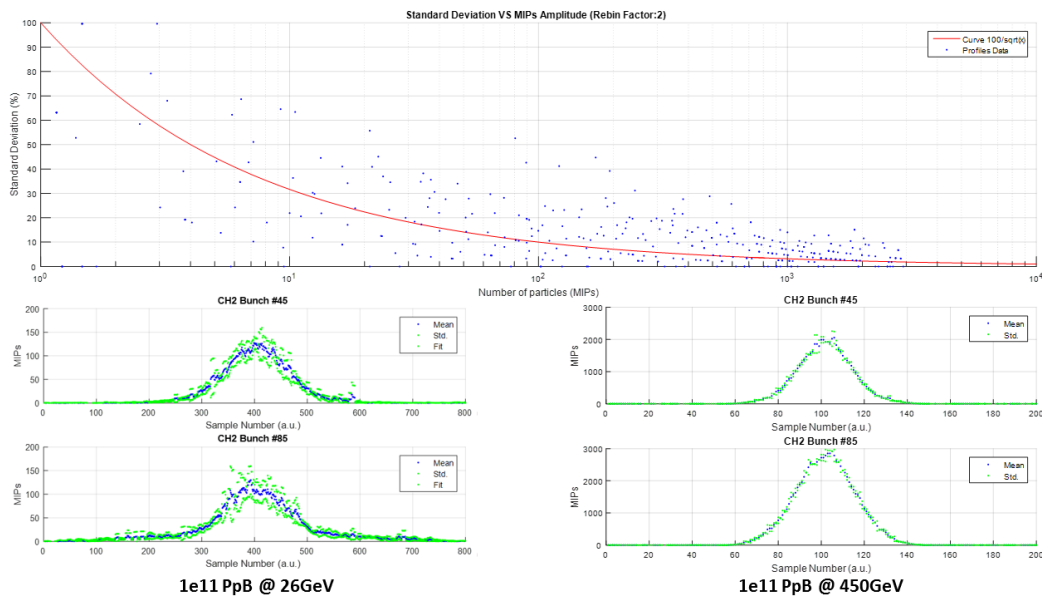 Standard Deviation VS MIPs Amplitude (Rebin Factor:2)
100
90
80
70
60
50
40
30
20
10
0
Standard Deviation (%)
Curve 100/sqrt(x)
Profiles Data
10^0 10^1 10^2 10^3 10^4
Number of particles (MIPs)
CH2 Bunch #45
200
150
100
50
0
MIPs
Mean
Std.
Fit
0 100 200 300 400 500 600 700 800
Sample Number (a.u.)
CH2 Bunch #45
3000
2000
1000
0
MIPs
Mean
Std.
0 20 40 60 80 100 120 140 160 180 200
Sample Number (a.u.)
CH2 Bunch #85
200
150
100
50
0
MIPs
Mean
Std.
Fit
0 100 200 300 400 500 600 700 800
Sample Number (a.u.)
CH2 Bunch #85
3000
2000
1000
0
MIPs
Mean
Std.
0 20 40 60 80 100 120 140 160 180 200
Sample Number (a.u.)
1e11 PpB @ 26GeV
1e11 PpB @ 450GeV